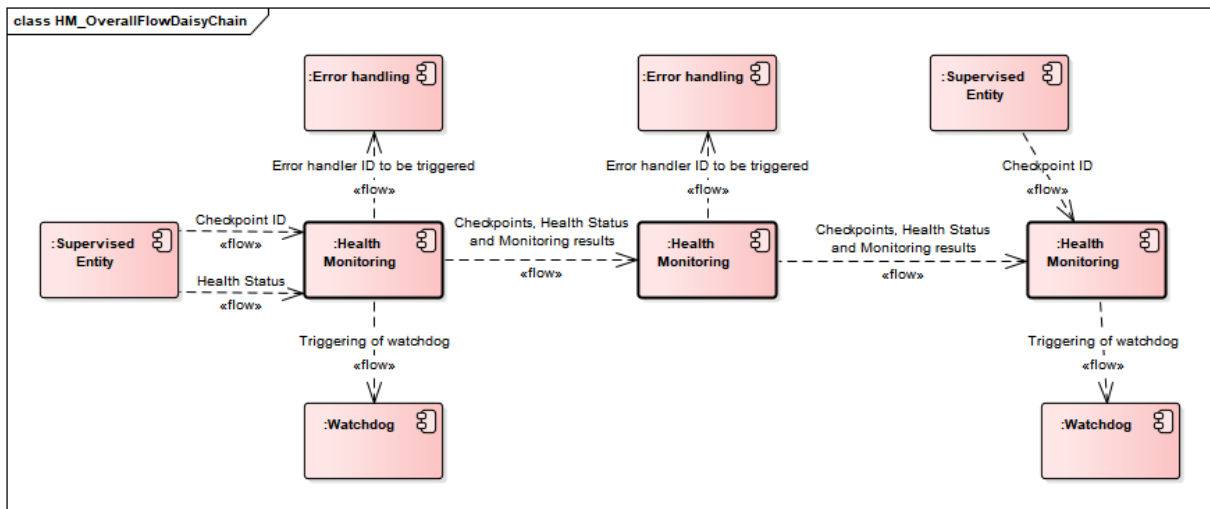 class HM_OverallFlowDaisyChain
:Error handling
:Error handling
:Supervised
Entity
Error handler ID to be triggered
«flow»
Error handler ID to be triggered
«flow»
Checkpoint ID
«flow»
:Supervised
Entity
Checkpoint ID
«flow»
Health Status
«flow»
:Health
Monitoring
Checkpoints, Health Status
and Monitoring results
«flow»
:Health
Monitoring
Checkpoints, Health Status
and Monitoring results
«flow»
:Health
Monitoring
Triggering of watchdog
«flow»
Triggering of watchdog
«flow»
:Watchdog
:Watchdog